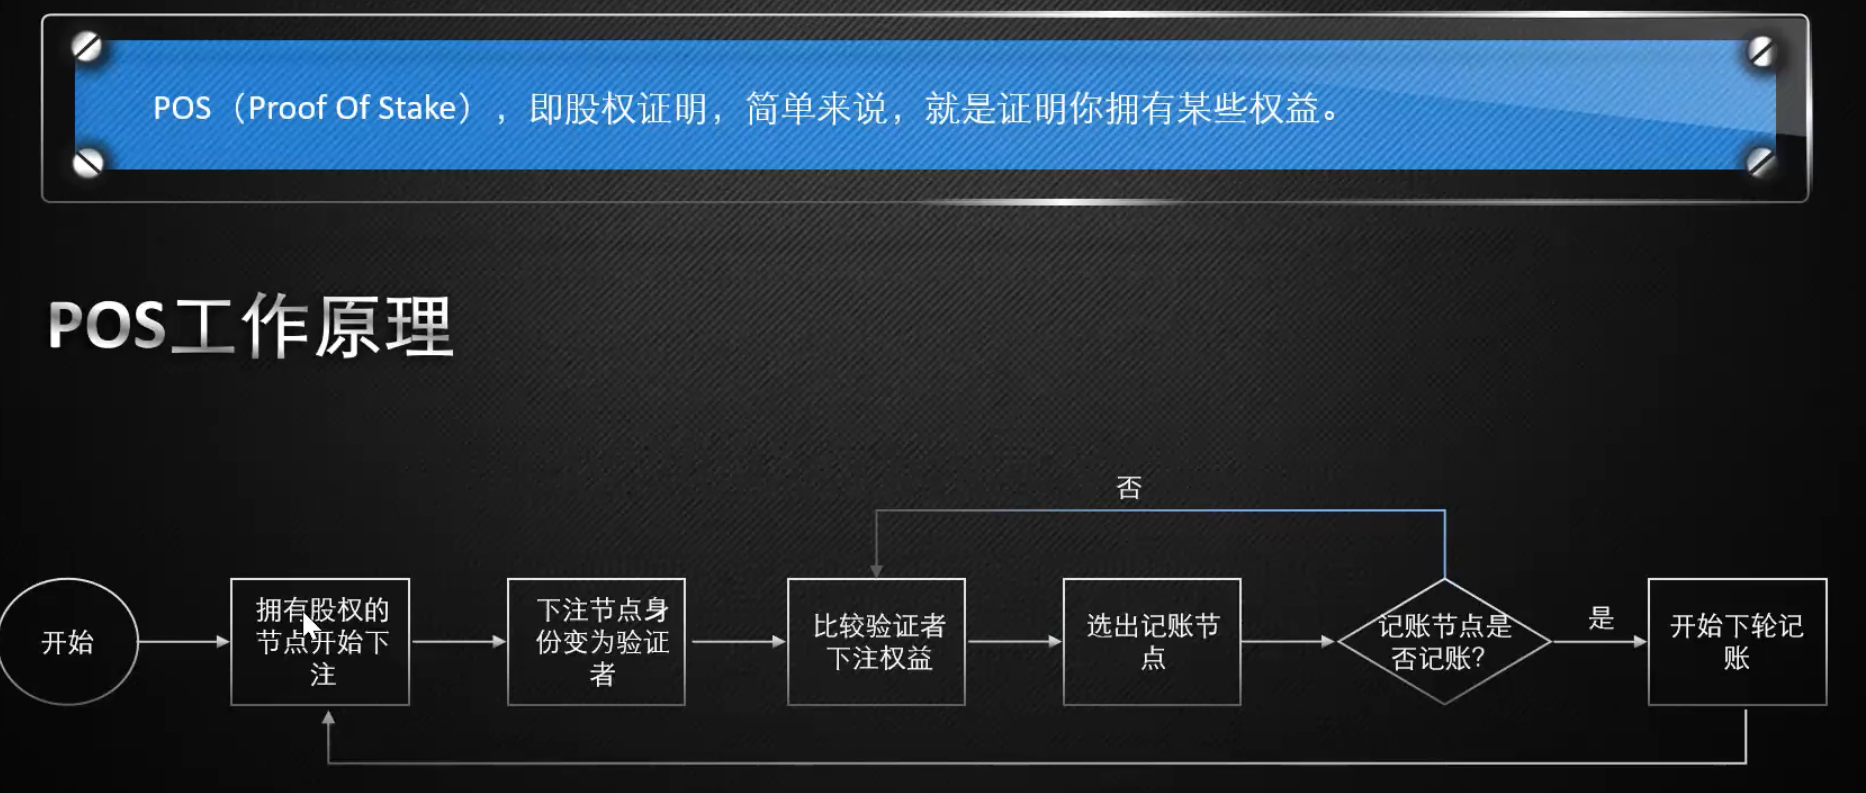 POS（Proof Of Stake），即股权证明，简单来说，就是证明你拥有某些权益。
POS工作原理
否
开始
拥有股权的
节点开始下
注
下注节点身
份变为验证
者
比较验证者
下注权益
选出记账节
点
记账节点是
否记账?
是
开始下轮记
账